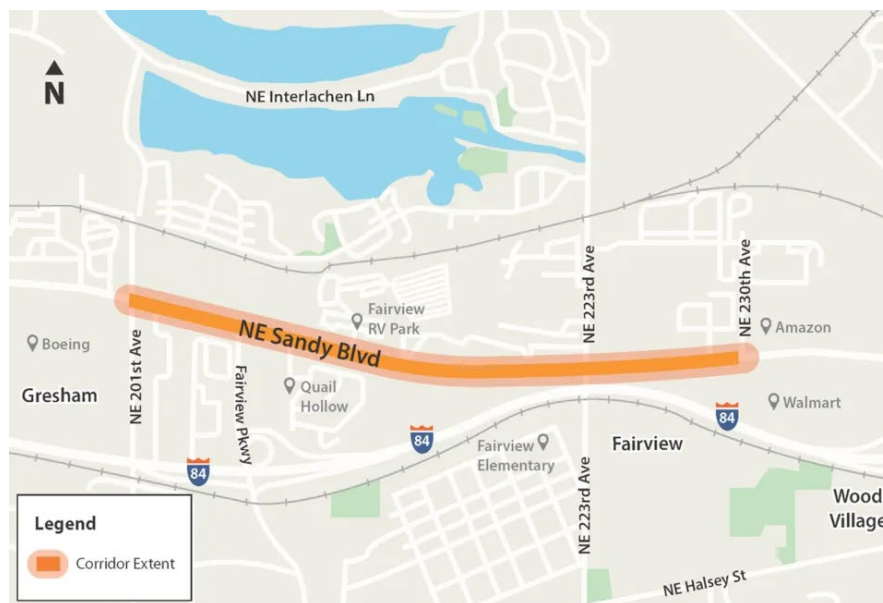 N
NE Interlachen Ln
NE 223rd Ave
NE 230th Ave
Fairview
RV Park
NE Sandy Blvd
Amazon
Boeing
NE 201st Ave
Gresham
Fairview Pkwy
Quail
Hollow
Walmart
84
84
84
Fairview
Elementary
Fairview
NE 223rd Ave
Wood
Village
NE Halsey St
Legend
Corridor Extent